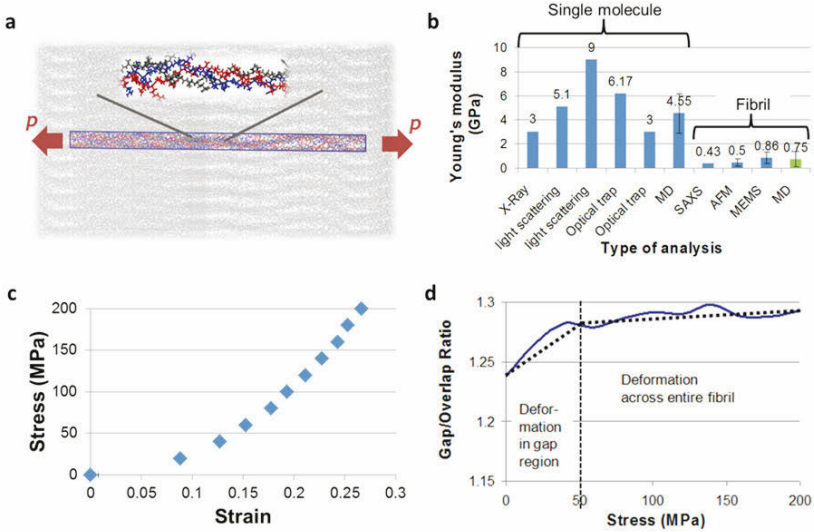 a
p
p
b
Single molecule
Young's modulus
(GPa)
10
8
6
4
2
0
3
5.1
9
6.17
3
4.55
Fibril
0.43
0.5
0.86
0.75
X-Ray
light scattering
light scattering
Optical trap
Optical trap
MD
SAXS
AFM
MEMS
MD
Type of analysis
c
Stress (MPa)
200
150
100
50
0
0
0.05
0.1
0.15
0.2
0.25
0.3
Strain
d
Gap/Overlap Ratio
1.3
1.25
1.2
1.15
Defor-
mation
in gap
region
Deformation
across entire fibril
0
50
100
150
200
Stress (MPa)